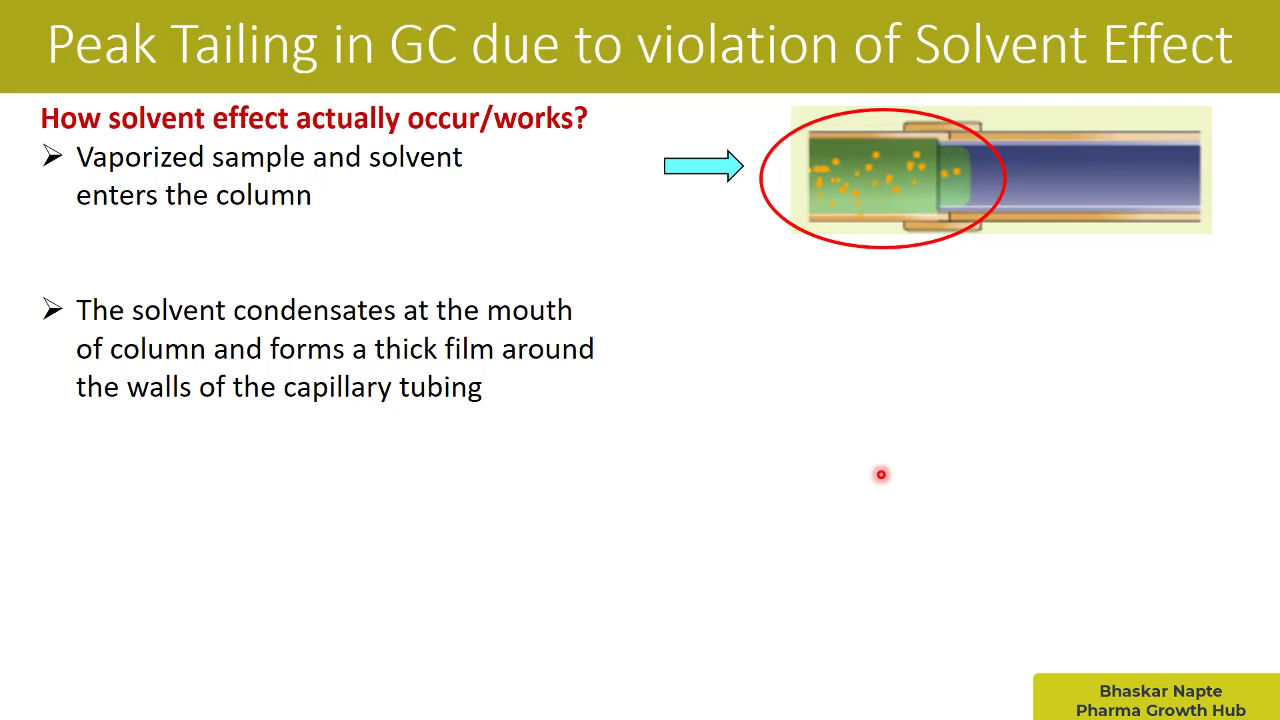 Peak Tailing in GC due to violation of Solvent Effect
How solvent effect actually occur/works?
Vaporized sample and solvent
enters the column
The solvent condensates at the mouth
of column and forms a thick film around
the walls of the capillary tubing
Bhaskar Napte
Pharma Growth Hub